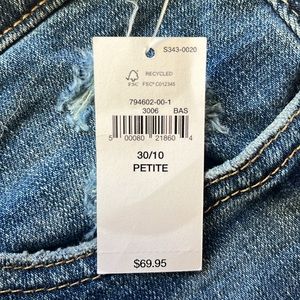 S343-0020
RECYCLED
FSC FSC® C012345
794602-00-1
3006 BAS
5 00080 21860 4
30/10
PETITE
$69.95